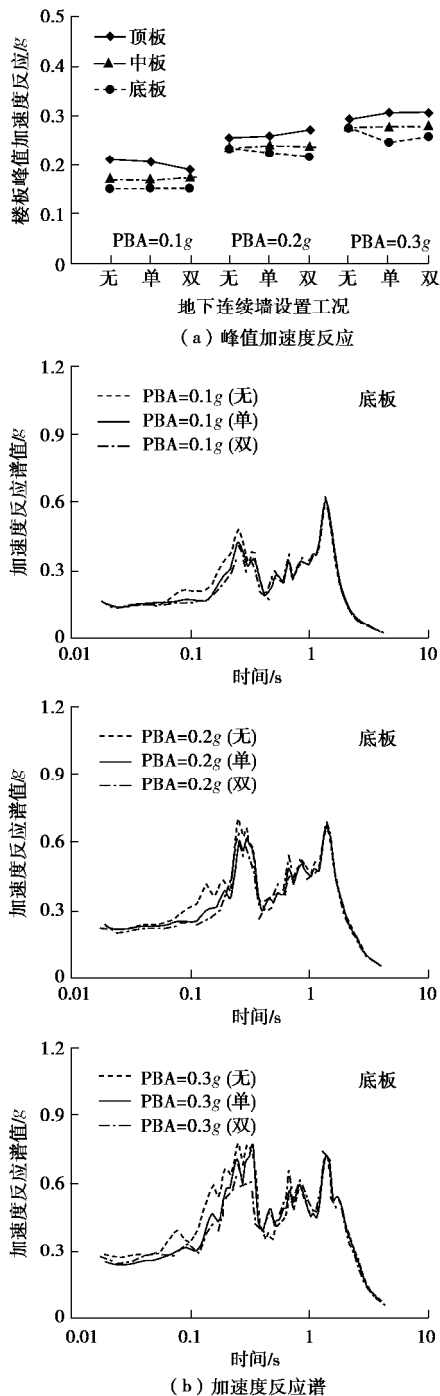 楼板峰值加速度反应/g
0.5
0.4
0.3
0.2
0.1
0
顶板
中板
底板
PBA=0.1g PBA=0.2g PBA=0.3g
无 单 双 无 单 双 无 单 双
地下连续墙设置工况
(a) 峰值加速度反应
加速度反应谱值/g
1.2
0.9
0.6
0.3
0
PBA=0.1g (无)
PBA=0.1g (单)
PBA=0.1g (双)
底板
0.01 0.1 1 10
时间/s
加速度反应谱值/g
1.2
0.9
0.6
0.3
0
PBA=0.2g (无)
PBA=0.2g (单)
PBA=0.2g (双)
底板
0.01 0.1 1 10
时间/s
加速度反应谱值/g
1.2
0.9
0.6
0.3
0
PBA=0.3g (无)
PBA=0.3g (单)
PBA=0.3g (双)
底板
0.01 0.1 1 10
时间/s
(b) 加速度反应谱